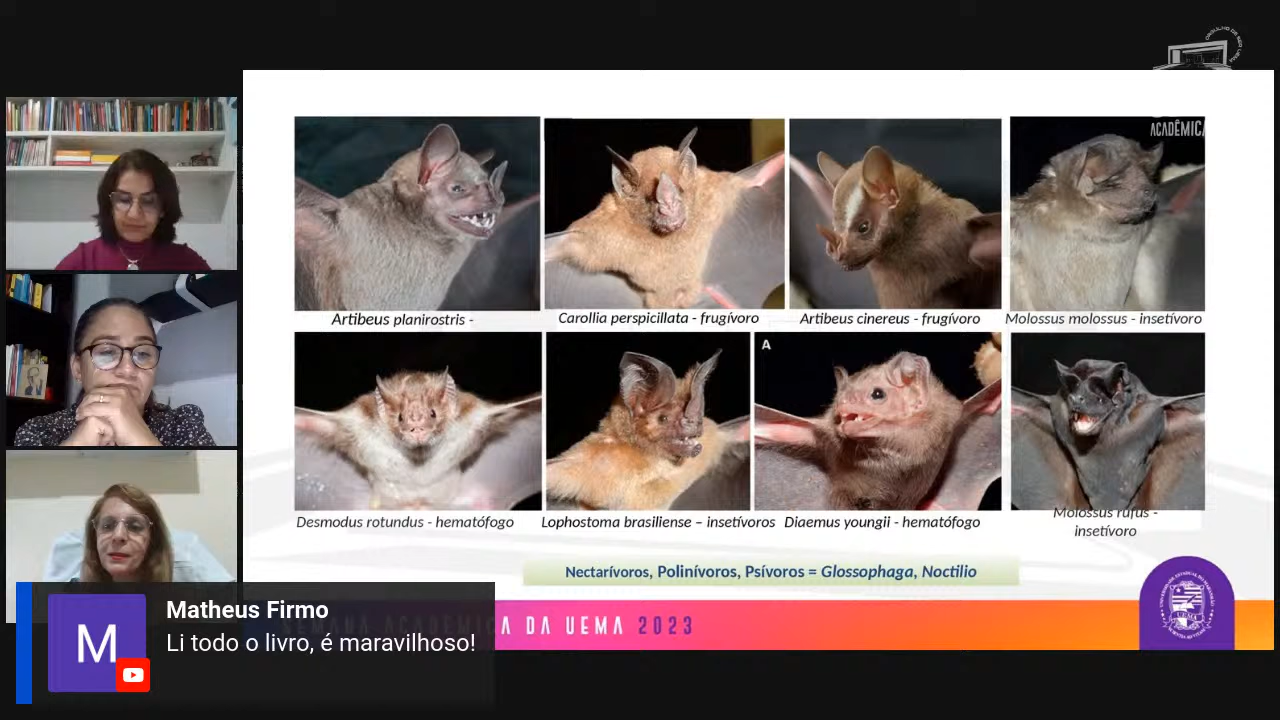 ACADÊMICA
Artibeus planirostris -
Carollia perspicillata - frugívoro
Artibeus cinereus - frugívoro
Molossus molossus - insetívoro
A
Desmodus rotundus - hematófogo
Lophostoma brasiliense – insetívoros
Diaemus youngii - hematófogo
Molossus rufus -
insetívoro
Nectarívoros, Polinívoros, Psívoros = Glossophaga, Noctilio
SEMANA ACADÊMICA DA UEMA 2023
M
Matheus Firmo
Li todo o livro, é maravilhoso!